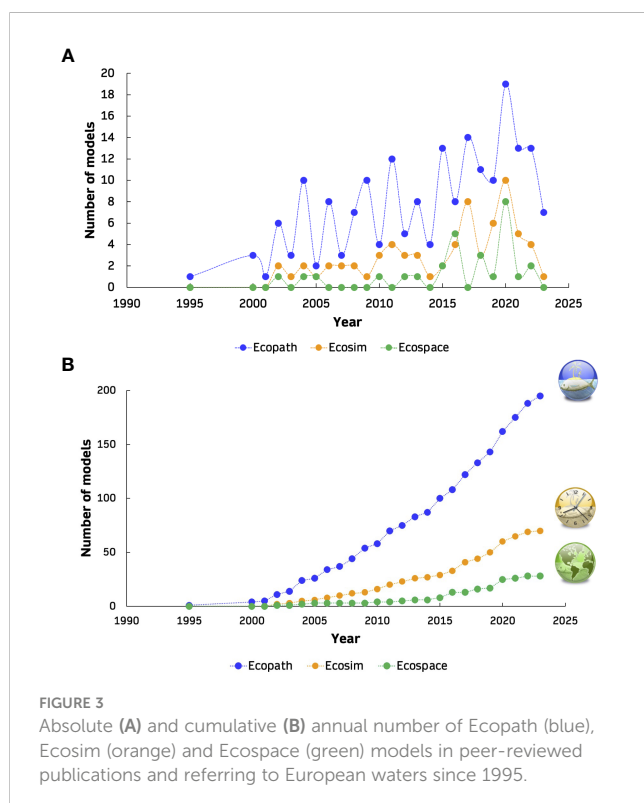 A
20
18
16
14
12
10
8
6
4
2
0
Number of models
1990 1995 2000 2005 2010 2015 2020 2025
Year
Ecopath Ecosim Ecospace
B
200
150
100
50
0
Number of models
1990 1995 2000 2005 2010 2015 2020 2025
Year
Ecopath Ecosim Ecospace
FIGURE 3
Absolute (A) and cumulative (B) annual number of Ecopath (blue),
Ecosim (orange) and Ecospace (green) models in peer-reviewed
publications and referring to European waters since 1995.